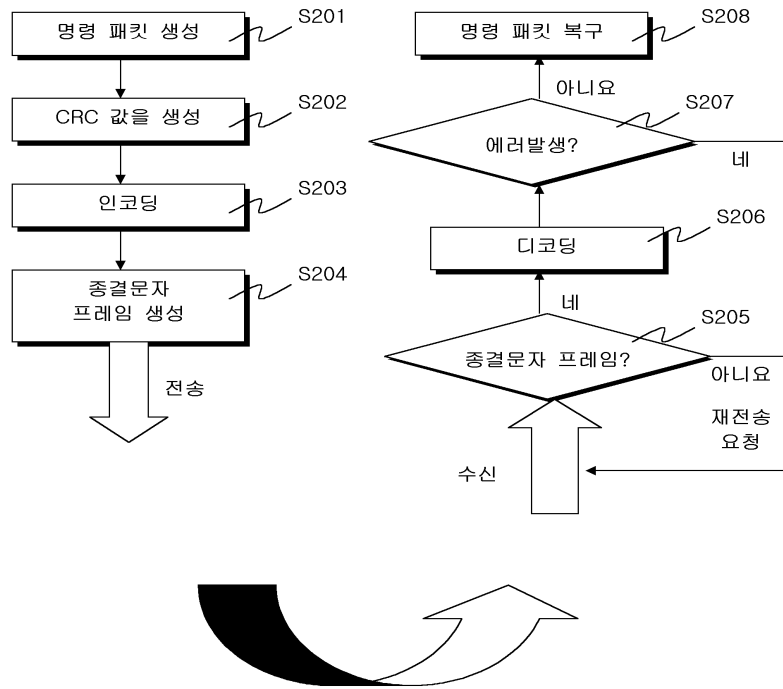 명령 패킷 생성
S201
CRC 값을 생성
S202
인코딩
S203
종결문자
프레임 생성
S204
전송
명령 패킷 복구
S208
아니요
에러발생?
S207
네
디코딩
S206
네
종결문자 프레임?
S205
아니요
재전송
요청
수신